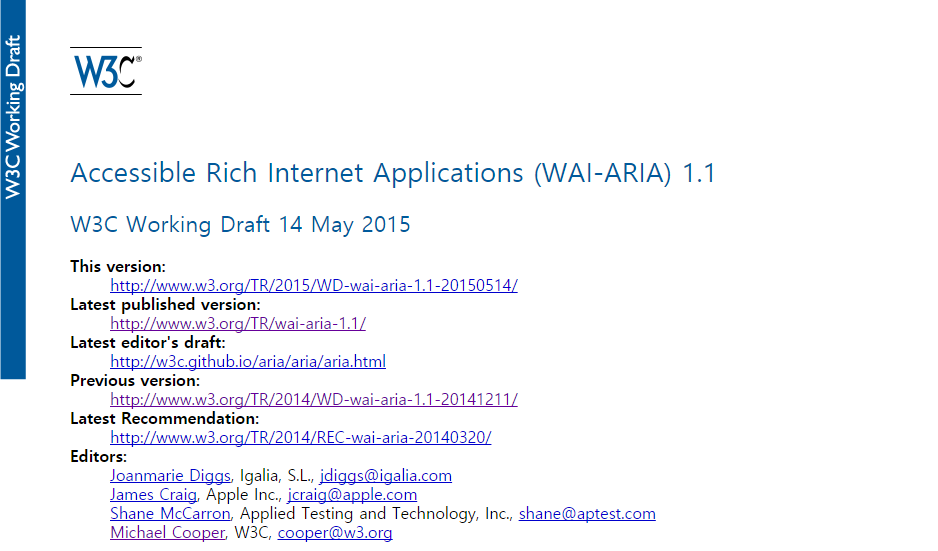 W3C Working Draft
W3C®
Accessible Rich Internet Applications (WAI-ARIA) 1.1
W3C Working Draft 14 May 2015
This version:
http://www.w3.org/TR/2015/WD-wai-aria-1.1-20150514/
Latest published version:
http://www.w3.org/TR/wai-aria-1.1/
Latest editor's draft:
http://w3c.github.io/aria/aria/aria.html
Previous version:
http://www.w3.org/TR/2014/WD-wai-aria-1.1-20141211/
Latest Recommendation:
http://www.w3.org/TR/2014/REC-wai-aria-20140320/
Editors:
Joanmarie Diggs, Igalia, S.L., jdiggs@igalia.com
James Craig, Apple Inc., jcraig@apple.com
Shane McCarron, Applied Testing and Technology, Inc., shane@aptest.com
Michael Cooper, W3C, cooper@w3.org